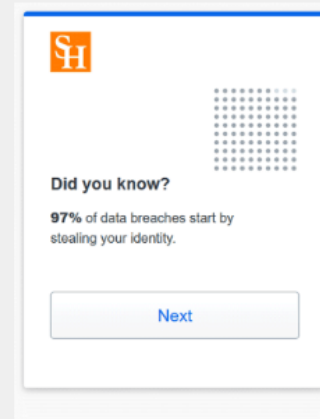 SH
Did you know?
97% of data breaches start by
stealing your identity.
Next